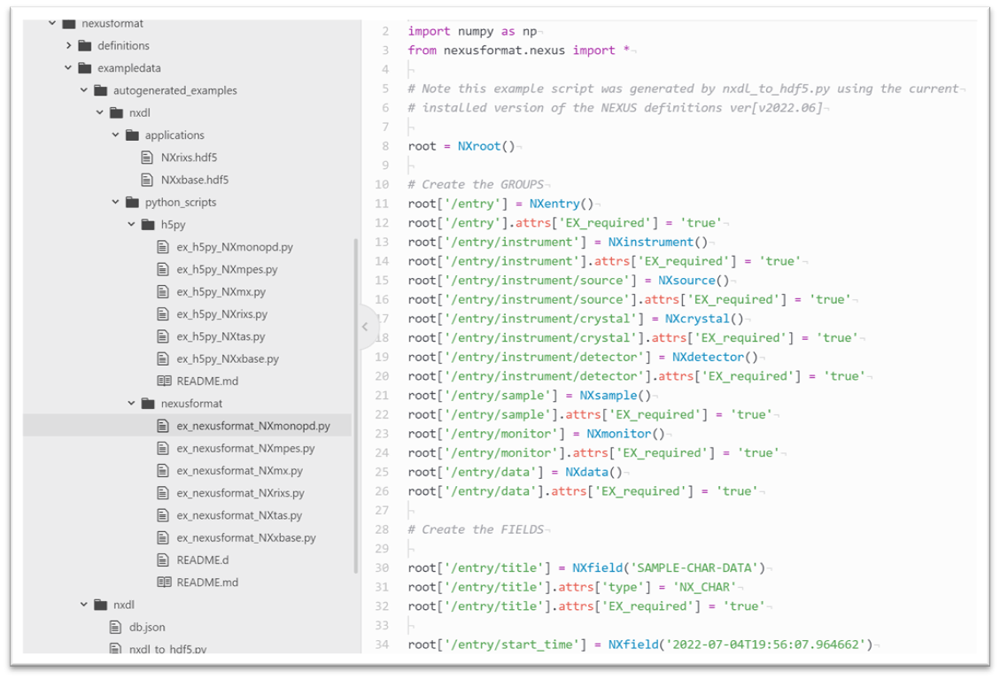 nexusformat
definitions
exampledata
autogenerated_examples
nxdl
applications
NXrixs.hdf5
NXxbase.hdf5
python_scripts
h5py
ex_h5py_NXmonopd.py
ex_h5py_NXmpes.py
ex_h5py_NXmx.py
ex_h5py_NXrixs.py
ex_h5py_NXtas.py
ex_h5py_NXxbase.py
README.md
nexusformat
ex_nexusformat_NXmonopd.py
ex_nexusformat_NXmpes.py
ex_nexusformat_NXmx.py
ex_nexusformat_NXrixs.py
ex_nexusformat_NXtas.py
ex_nexusformat_NXxbase.py
README.d
README.md
nxdl
db.json
nxdl_to_hdf5.py
2 import numpy as np
3 from nexusformat.nexus import *
4
5 # Note this example script was generated by nxdl_to_hdf5.py using the current
6 # installed version of the NEXUS definitions ver[v2022.06]
7
8 root = NXroot()
9
10 # Create the GROUPS
11 root['/entry'] = NXentry()
12 root['/entry'].attrs['EX_required'] = 'true'
13 root['/entry/instrument'] = NXinstrument()
14 root['/entry/instrument'].attrs['EX_required'] = 'true'
15 root['/entry/instrument/source'] = NXsource()
16 root['/entry/instrument/source'].attrs['EX_required'] = 'true'
17 root['/entry/instrument/crystal'] = NXcrystal()
18 root['/entry/instrument/crystal'].attrs['EX_required'] = 'true'
19 root['/entry/instrument/detector'] = NXdetector()
20 root['/entry/instrument/detector'].attrs['EX_required'] = 'true'
21 root['/entry/sample'] = NXsample()
22 root['/entry/sample'].attrs['EX_required'] = 'true'
23 root['/entry/monitor'] = NXmonitor()
24 root['/entry/monitor'].attrs['EX_required'] = 'true'
25 root['/entry/data'] = NXdata()
26 root['/entry/data'].attrs['EX_required'] = 'true'
27
28 # Create the FIELDS
29
30 root['/entry/title'] = NXfield('SAMPLE-CHAR-DATA')
31 root['/entry/title'].attrs['type'] = 'NX_CHAR'
32 root['/entry/title'].attrs['EX_required'] = 'true'
33
34 root['/entry/start_time'] = NXfield('2022-07-04T19:56:07.964662')